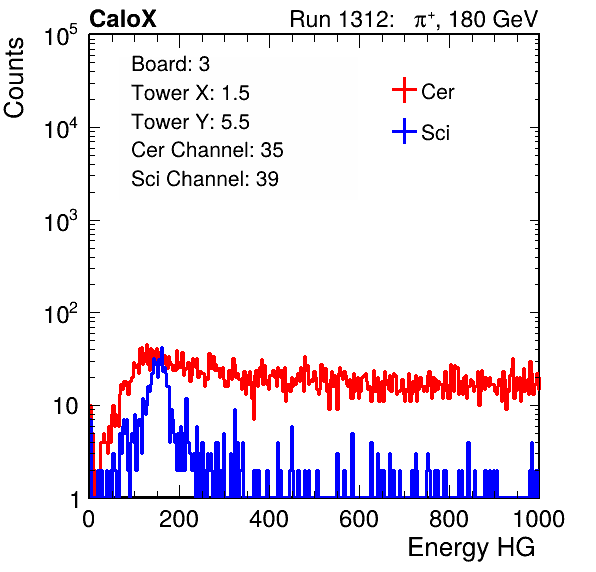 CaloX Run 1312: π⁺, 180 GeV
Counts
10⁵
10⁴
10³
10²
10
1
Board: 3
Tower X: 1.5
Tower Y: 5.5
Cer Channel: 35
Sci Channel: 39
Cer
Sci
0 200 400 600 800 1000
Energy HG